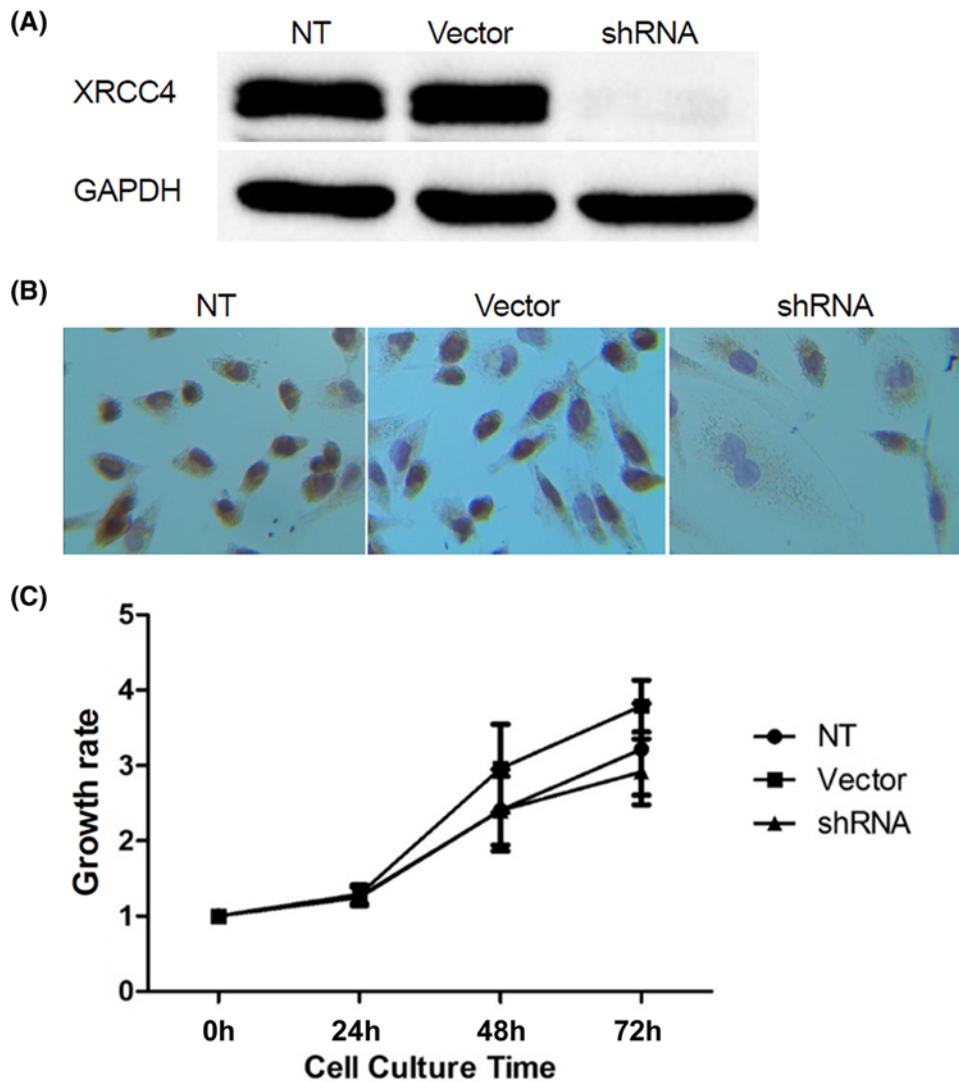 (A)
NT Vector shRNA
XRCC4
GAPDH
(B)
NT Vector shRNA
(C)
5
4
3
2
1
0
Growth rate
0h 24h 48h 72h
Cell Culture Time
NT
Vector
shRNA